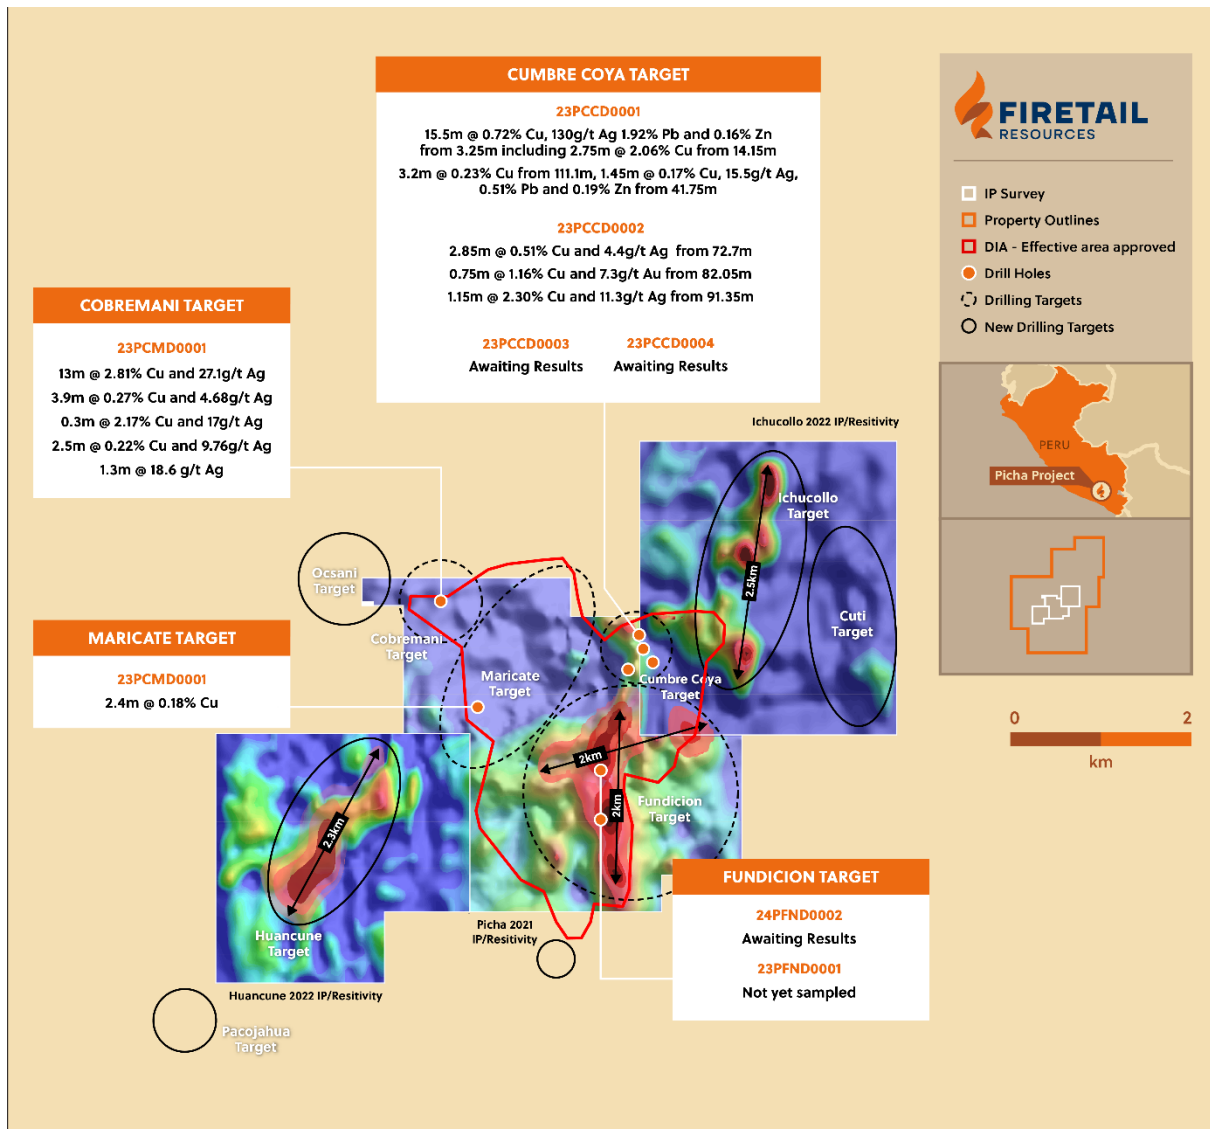 CUMBRE COYA TARGET
23PCCD0001
15.5m @ 0.72% Cu, 130g/t Ag 1.92% Pb and 0.16% Zn
from 3.25m including 2.75m @ 2.06% Cu from 14.15m
3.2m @ 0.23% Cu from 111.1m, 1.45m @ 0.17% Cu, 15.5g/t Ag,
0.51% Pb and 0.19% Zn from 41.75m
23PCCD0002
2.85m @ 0.51% Cu and 4.4g/t Ag from 72.7m
0.75m @ 1.16% Cu and 7.3g/t Au from 82.05m
1.15m @ 2.30% Cu and 11.3g/t Ag from 91.35m
23PCCD0003
Awaiting Results
23PCCD0004
Awaiting Results
FIRETAIL
RESOURCES
IP Survey
Property Outlines
DIA - Effective area approved
Drill Holes
Drilling Targets
New Drilling Targets
PERU
Picha Project
0
2
km
COBREMANI TARGET
23PCMD0001
13m @ 2.81% Cu and 27.1g/t Ag
3.9m @ 0.27% Cu and 4.68g/t Ag
0.3m @ 2.17% Cu and 17g/t Ag
2.5m @ 0.22% Cu and 9.76g/t Ag
1.3m @ 18.6 g/t Ag
MARICATE TARGET
23PCMD0001
2.4m @ 0.18% Cu
Ichucollo 2022 IP/Resitivity
Ichucollo
Target
2.5km
Cuti
Target
Ocsani
Target
Cobremani
Target
Maricate
Target
Cumbre Coya
Target
2km
2km
Fundicion
Target
2.3km
Huancune
Target
Huancune 2022 IP/Resitivity
Picha 2021
IP/Resitivity
Pacojahua
Target
FUNDICION TARGET
24PFND0002
Awaiting Results
23PFND0001
Not yet sampled